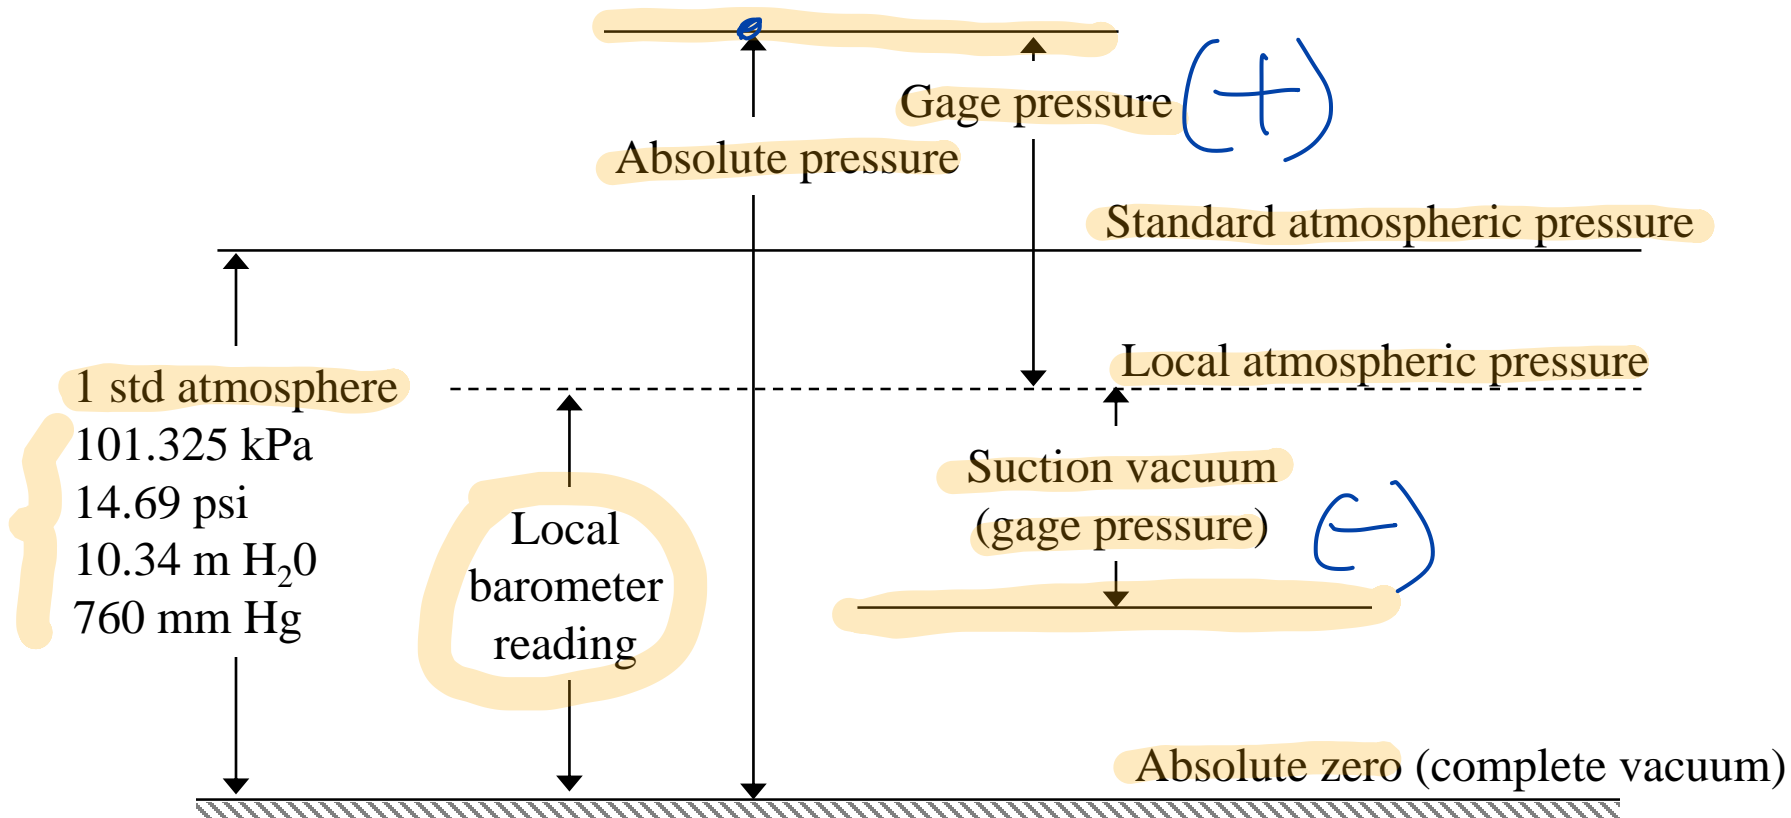 Gage pressure (+)
Absolute pressure
Standard atmospheric pressure
Local atmospheric pressure
1 std atmosphere
101.325 kPa
14.69 psi
10.34 m H₂0
760 mm Hg
Local
barometer
reading
Suction vacuum
(gage pressure) (-)
Absolute zero (complete vacuum)